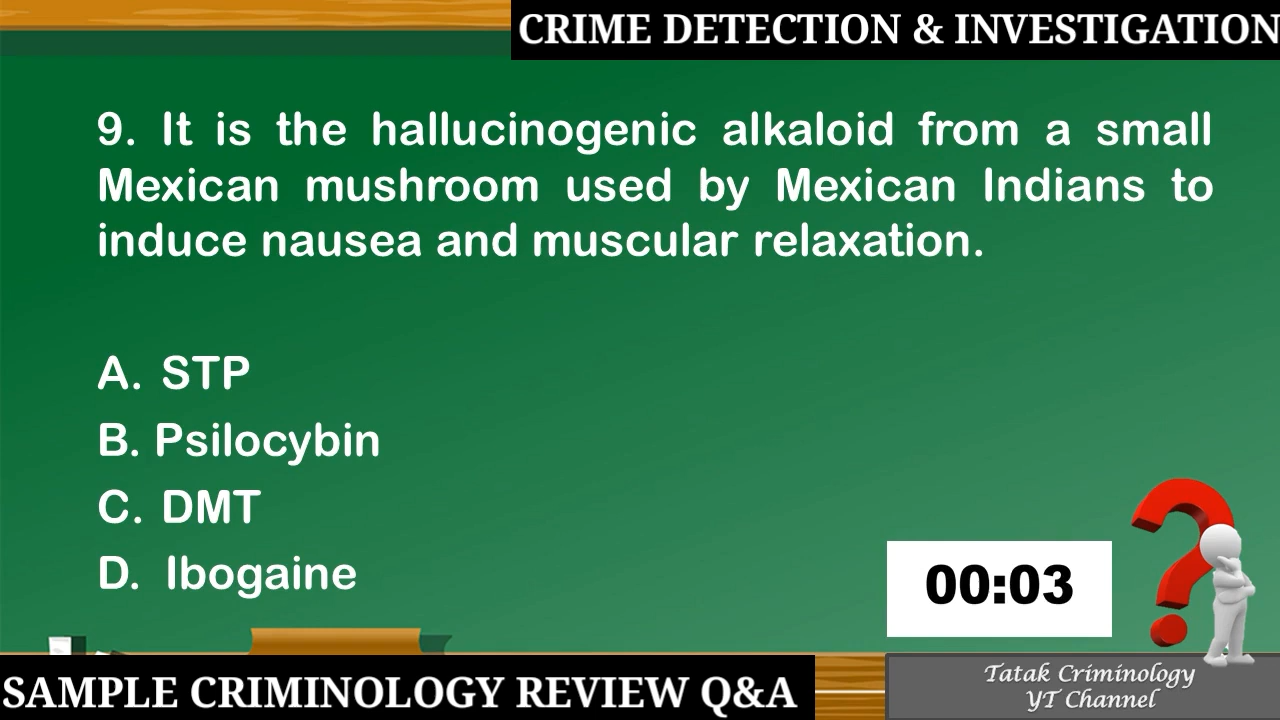 CRIME DETECTION & INVESTIGATION
9. It is the hallucinogenic alkaloid from a small
Mexican mushroom used by Mexican Indians to
induce nausea and muscular relaxation.
A. STP
B. Psilocybin
C. DMT
D. Ibogaine
00:03
SAMPLE CRIMINOLOGY REVIEW Q&A
Tatak Criminology
YT Channel